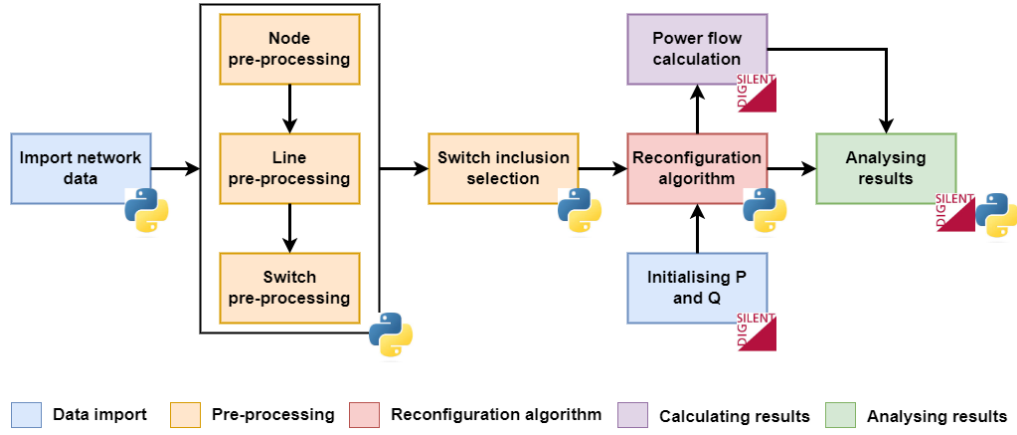 Node
pre-processing
Power flow
calculation
DIG SILENT
Import network
data
Line
pre-processing
Switch inclusion
selection
Reconfiguration
algorithm
Analysing
results
DIG SILENT
Switch
pre-processing
Initialising P
and Q
DIG SILENT
Data import
Pre-processing
Reconfiguration algorithm
Calculating results
Analysing results